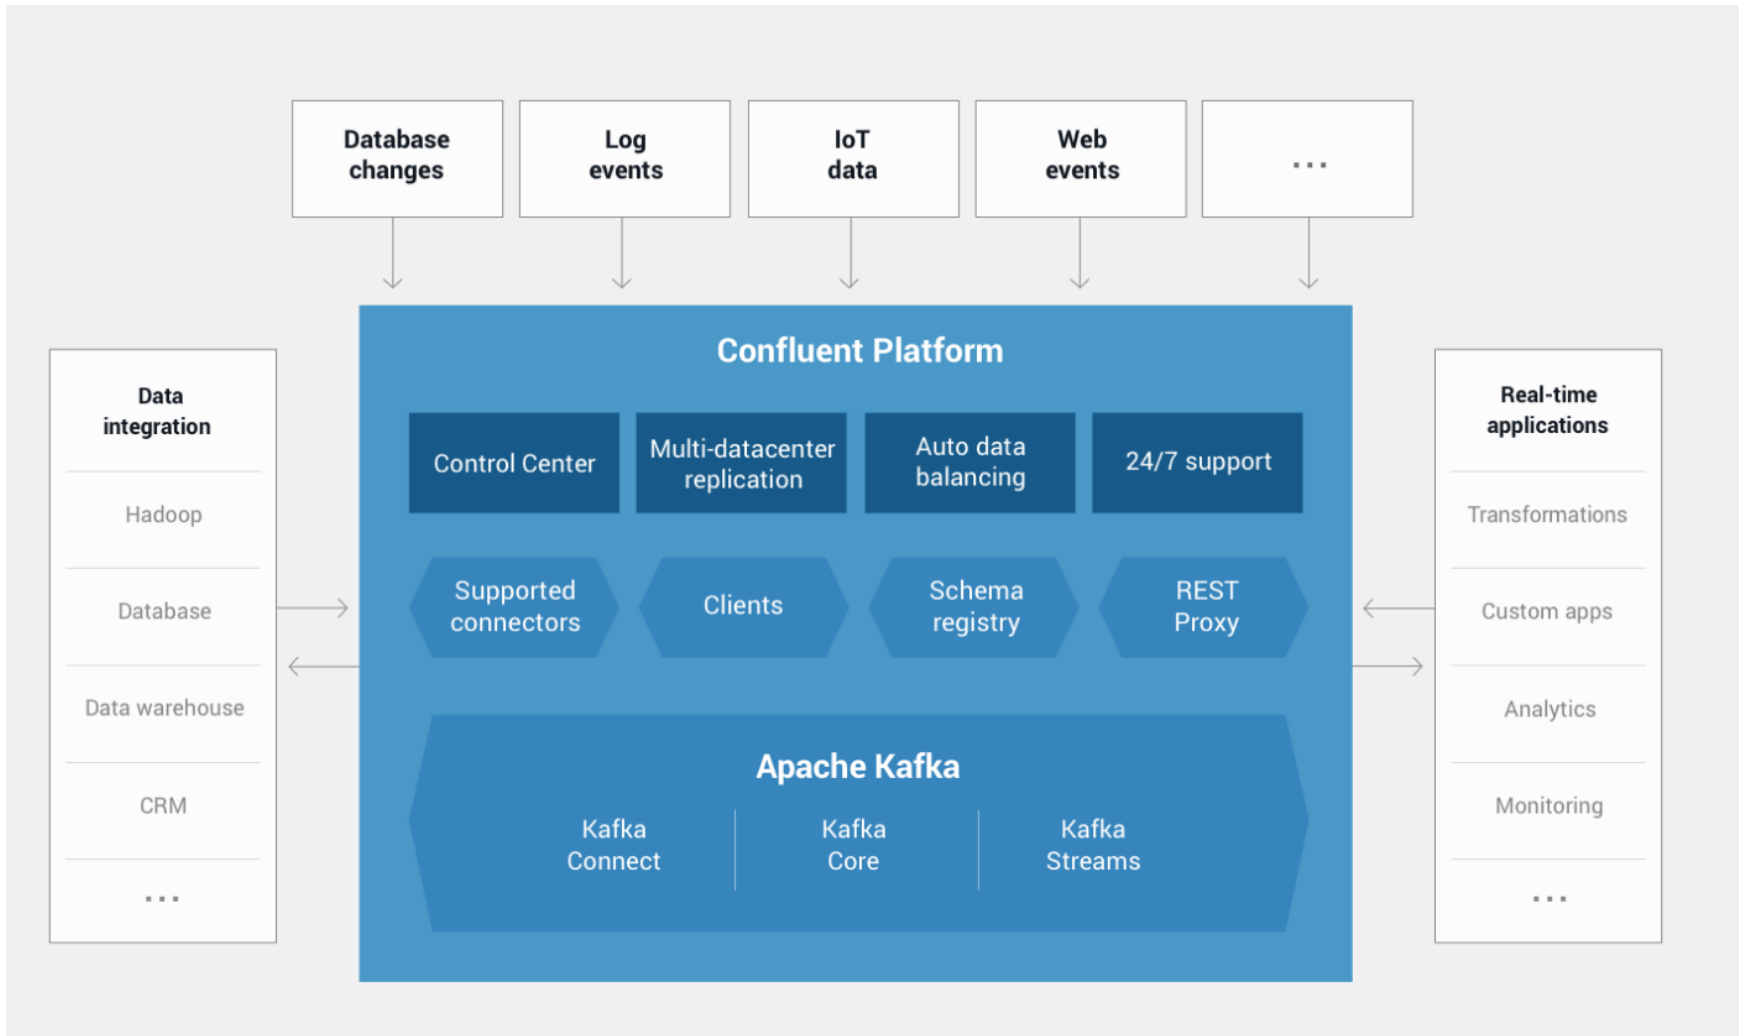 Database
changes
Log
events
IoT
data
Web
events
...
Confluent Platform
Control Center
Multi-datacenter
replication
Auto data
balancing
24/7 support
Supported
connectors
Clients
Schema
registry
REST
Proxy
Apache Kafka
Kafka
Connect
Kafka
Core
Kafka
Streams
Data
integration
Hadoop
Database
Data warehouse
CRM
...
Real-time
applications
Transformations
Custom apps
Analytics
Monitoring
...